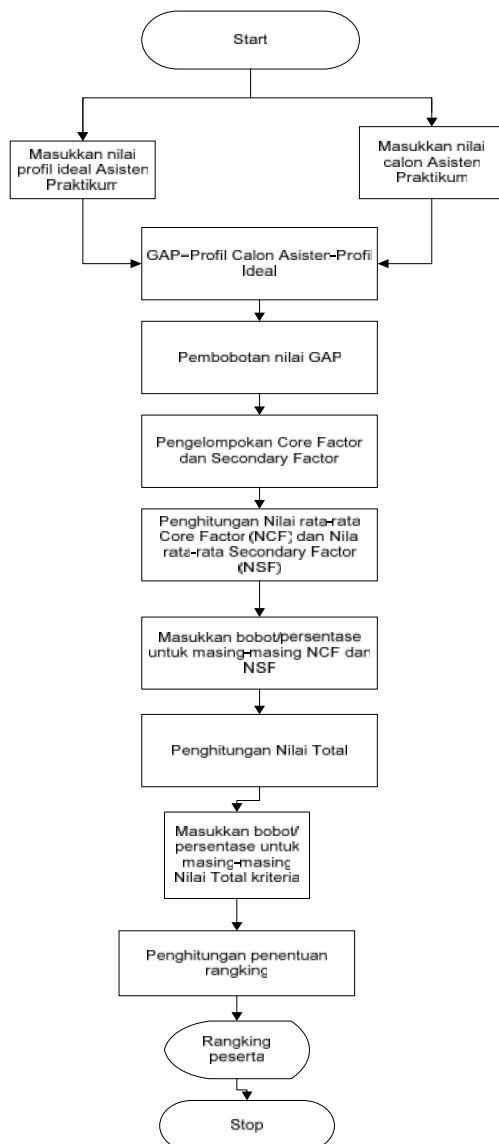 Start
Masukkan nilai
profil ideal Asisten
Praktikum
Masukkan nilai
calon Asisten
Praktikum
GAP=Profil Calon Asisten-Profil
Ideal
Pembobotan nilai GAP
Pengelompokan Core Factor
dan Secondary Factor
Penghitungan Nilai rata-rata
Core Factor (NCF) dan Nila
rata-rata Secondary Factor
(NSF)
Masukkan bobot/persentase
untuk masing-masing NCF dan
NSF
Penghitungan Nilai Total
Masukkan bobot/
persentase untuk
masing-masing
Nilai Total kriteria
Penghitungan penentuan
rangking
Rangking
peserta
Stop